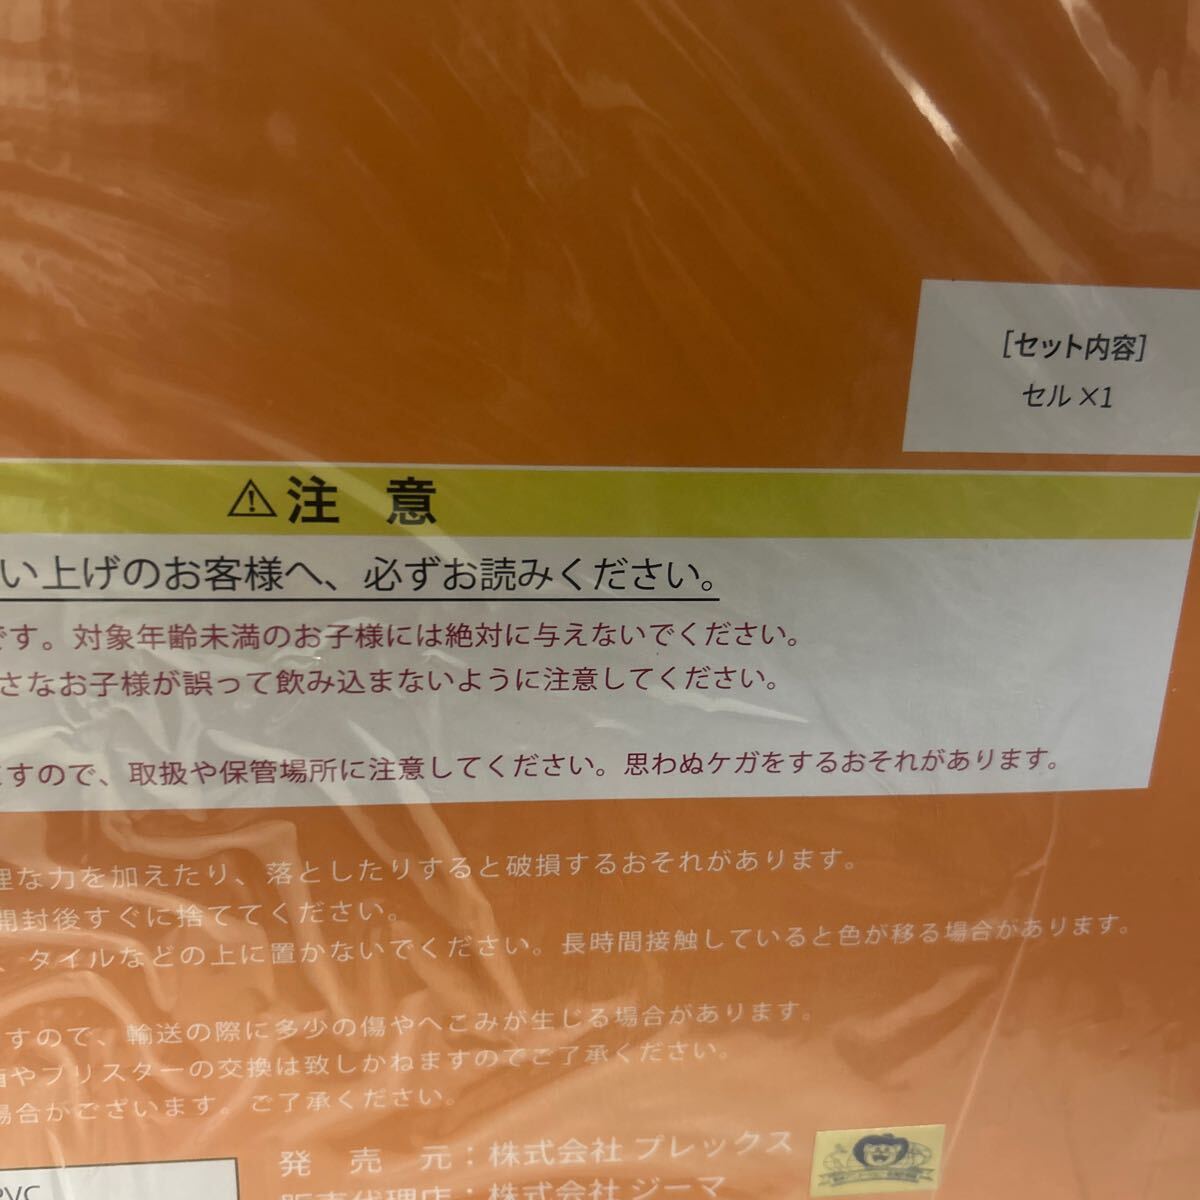 [セット内容]
セル×1
⚠注 意
い上げのお客様へ、必ずお読みください。
です。対象年齢未満のお子様には絶対に与えないでください。
さなお子様が誤って飲み込まないように注意してください。
ますので、取扱や保管場所に注意してください。思わぬケガをするおそれがあります。
理な力を加えたり、落としたりすると破損するおそれがあります。
開封後すぐに捨ててください。
、タイルなどの上に置かないでください。長時間接触していると色が移る場合があります。
すので、輸送の際に多少の傷やへこみが生じる場合があります。
箱やブリスターの交換は致しかねますのでご了承ください。
場合がございます。ご了承ください。
発 売 元：株式会社 プレックス
販売代理店：株式会社 ジーマ
PVC